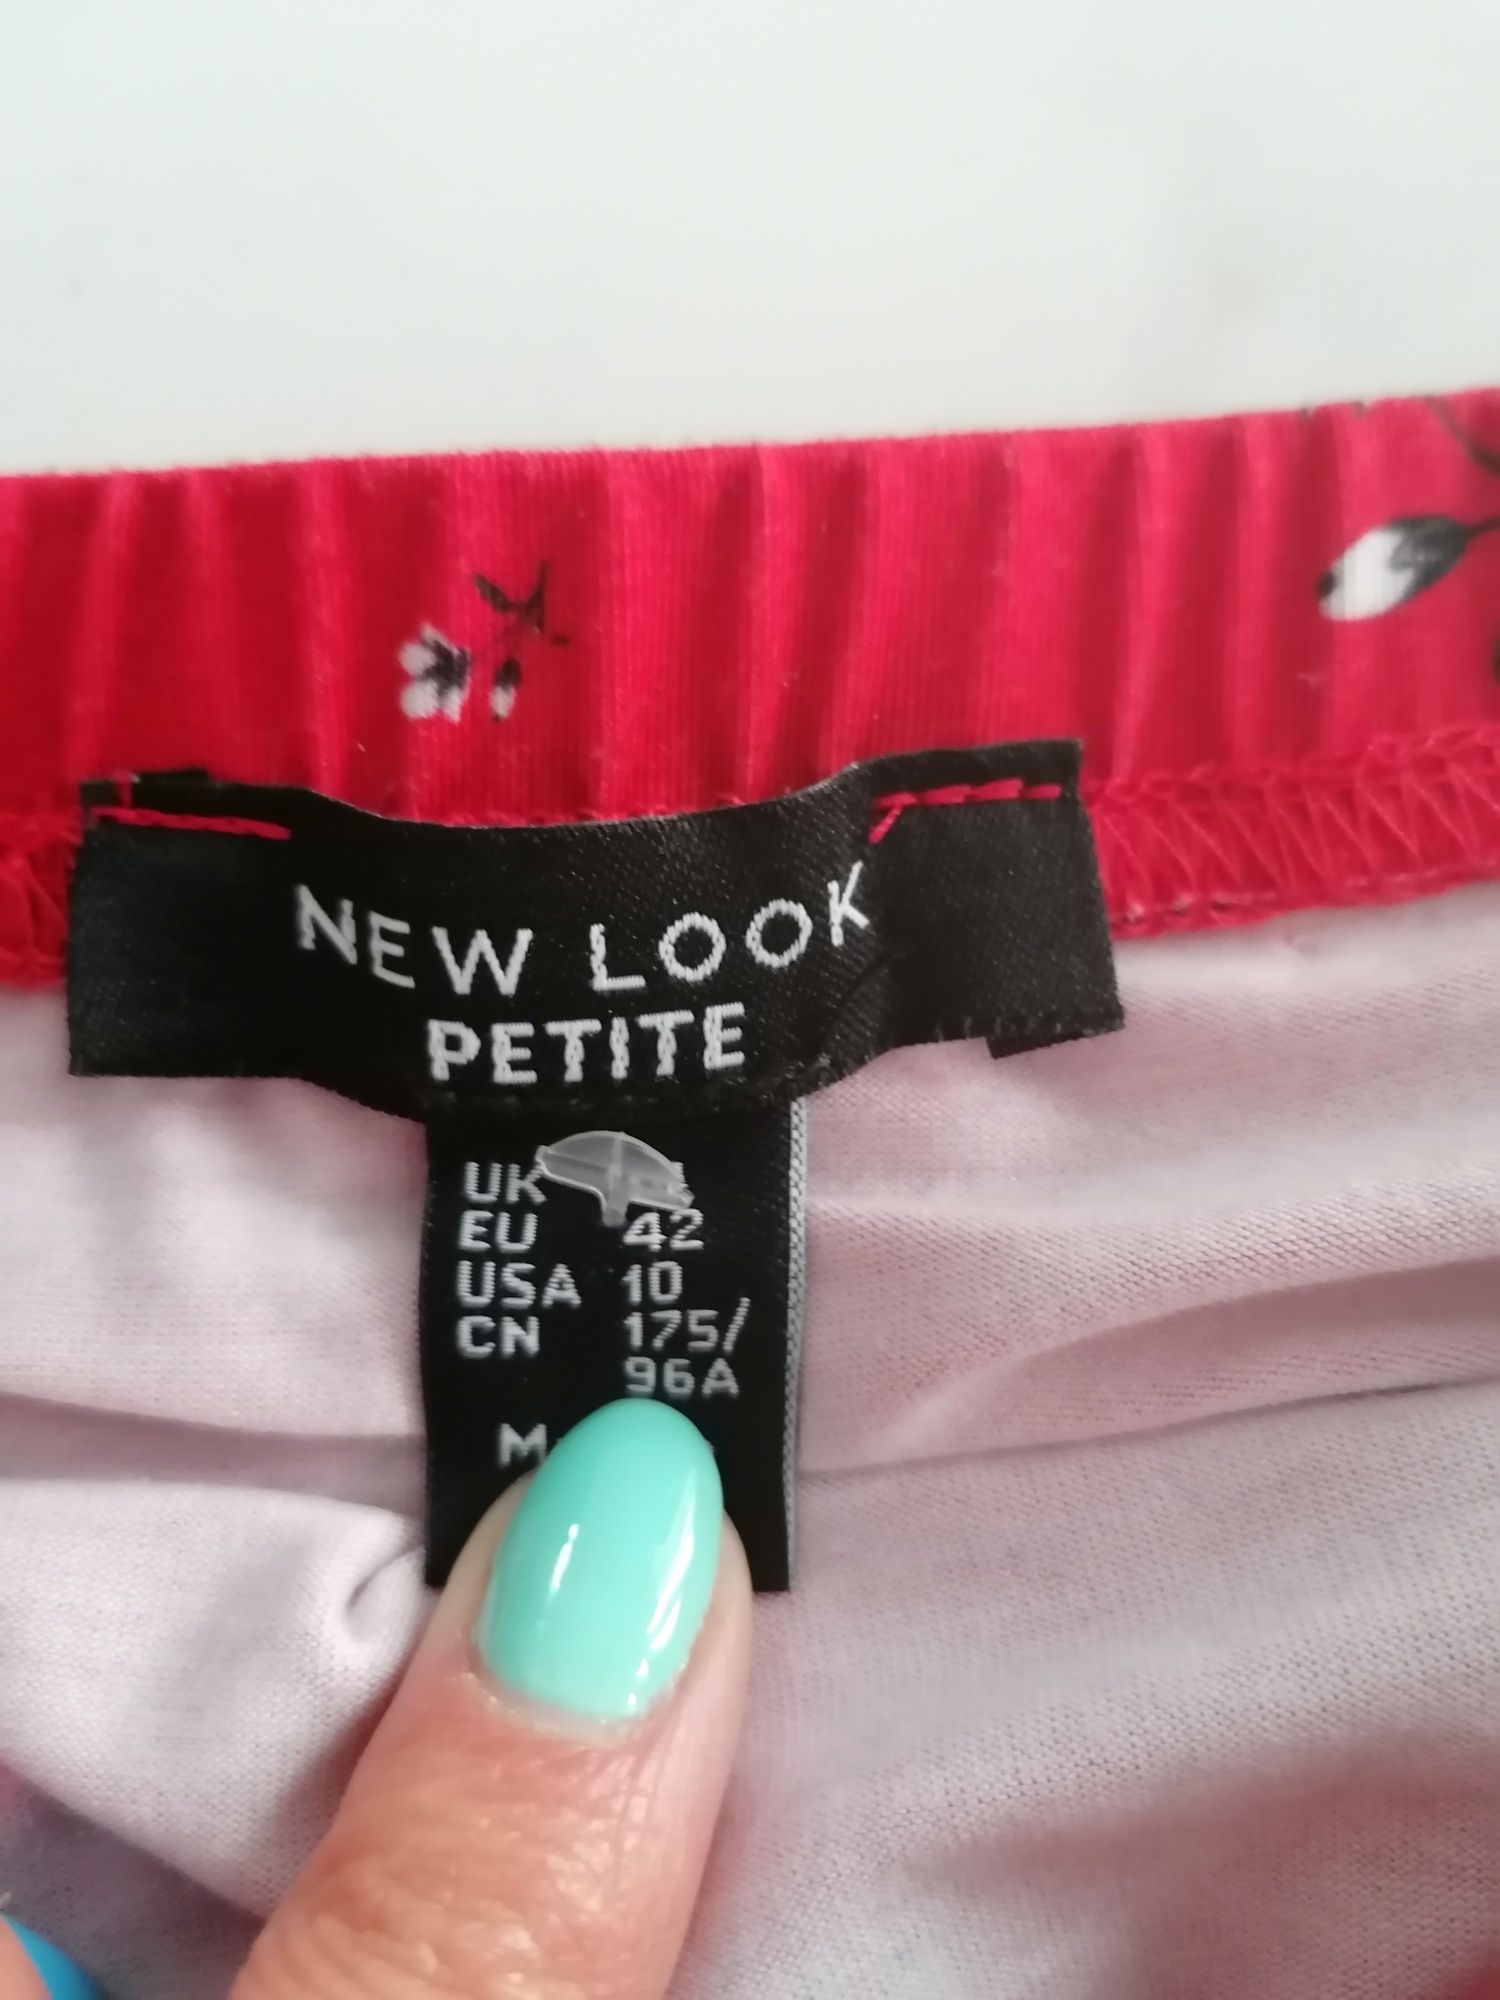 NEW LOOK
PETITE
UK
EU 42
USA 10
CN 175/
96A